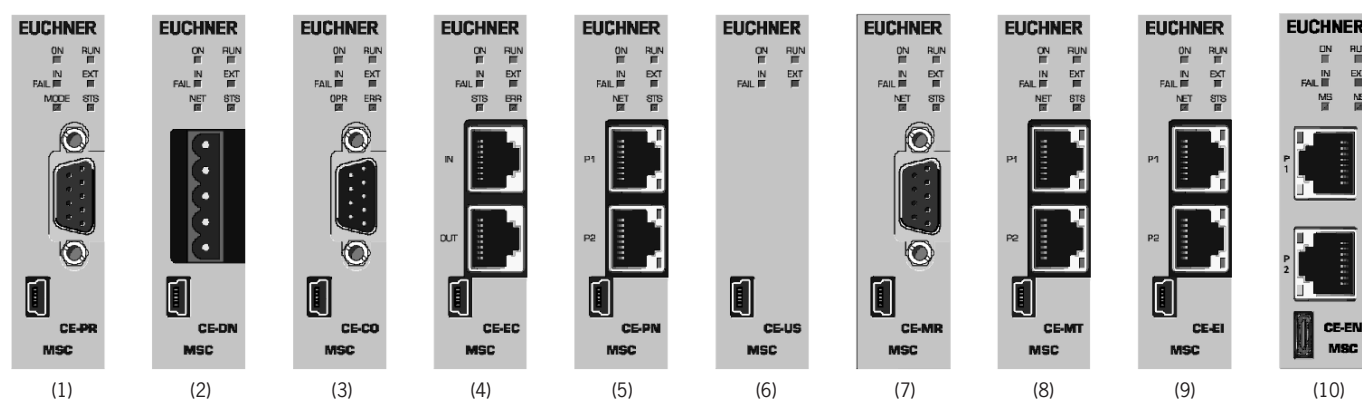 EUCHNER
ON RUN
IN EXT
FAIL
MODE STS
CE-PR
MSC
(1)
EUCHNER
ON RUN
IN EXT
FAIL
NET STS
CE-DN
MSC
(2)
EUCHNER
ON RUN
IN EXT
FAIL
OPR ERR
CE-CO
MSC
(3)
EUCHNER
ON RUN
IN EXT
FAIL
STS ERR
IN
OUT
CE-EC
MSC
(4)
EUCHNER
ON RUN
IN EXT
FAIL
NET STS
P1
P2
CE-PN
MSC
(5)
EUCHNER
ON RUN
IN EXT
FAIL
CE-US
MSC
(6)
EUCHNER
ON RUN
IN EXT
FAIL
NET STS
CE-MR
MSC
(7)
EUCHNER
ON RUN
IN EXT
FAIL
NET STS
P1
P2
CE-MT
MSC
(8)
EUCHNER
ON RUN
IN EXT
FAIL
NET STS
P1
P2
CE-EI
MSC
(9)
EUCHNER
ON
IN
FAIL
MS
P
1
P
2
CE-EN
MSC
(10)